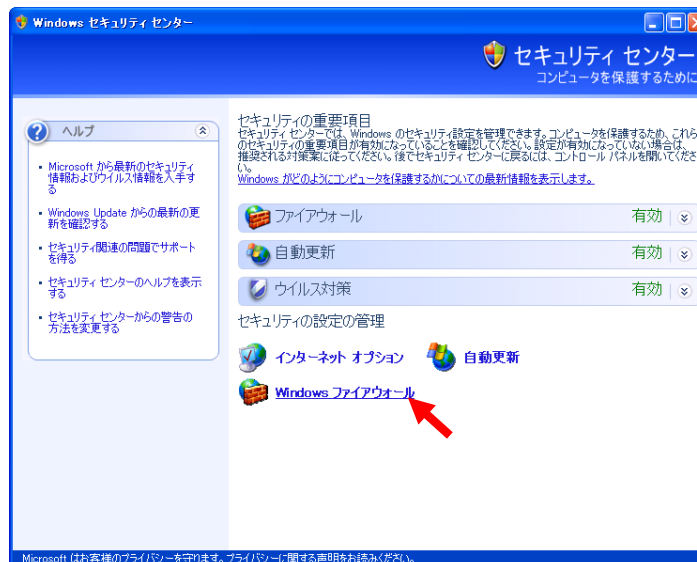 Windows セキュリティ センター
セキュリティ センター
コンピュータを保護するために
ヘルプ
Microsoft から最新のセキュリティ
情報およびウイルス情報を入手す
る
Windows Update からの最新の更
新を確認する
セキュリティ関連の問題でサポート
を得る
セキュリティ センターのヘルプを表示
する
セキュリティ センターからの警告の
方法を変更する
セキュリティの重要項目
セキュリティ センターでは、Windows のセキュリティ設定を管理できます。コンピュータを保護するため、これら
のセキュリティの重要項目が有効になっていることを確認してください。設定が有効になっていない場合は、
推奨される対策案に従ってください。後でセキュリティ センターに戻るには、コントロール パネルを開いてくださ
い。
Windows がどのようにコンピュータを保護するかについての最新情報を表示します。
ファイアウォール 有効
自動更新 有効
ウイルス対策 有効
セキュリティの設定の管理
インターネット オプション 自動更新
Windows ファイアウォール
Microsoft はお客様のプライバシーを守ります。プライバシーに関する声明をお読みください。